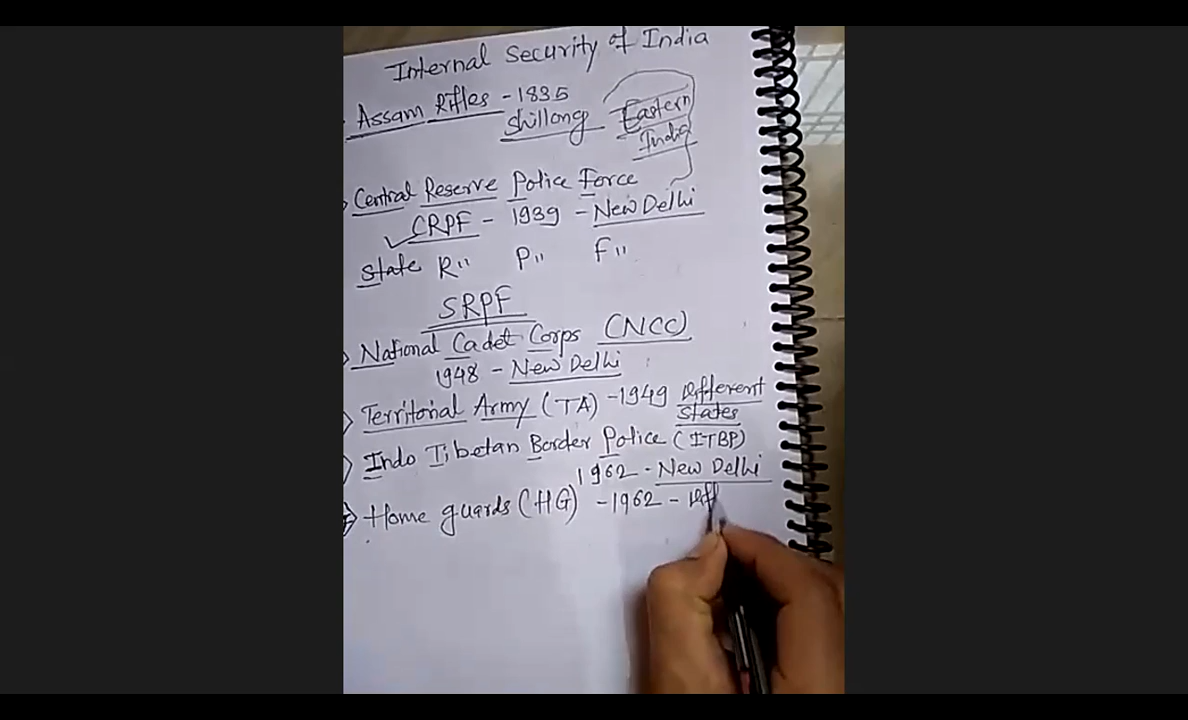 Internal Security of India
Assam Rifles - 1835
Shillong Eastern
India
Central Reserve Police Force
CRPF - 1939 - New Delhi
State R" P" F"
SRPF
National Cadet Corps (NCC)
1948 - New Delhi
Territorial Army (TA) - 1949 Different
States
Indo Tibetan Border Police (ITBP)
1962 - New Delhi
Home guards (HG) - 1962 - Diff